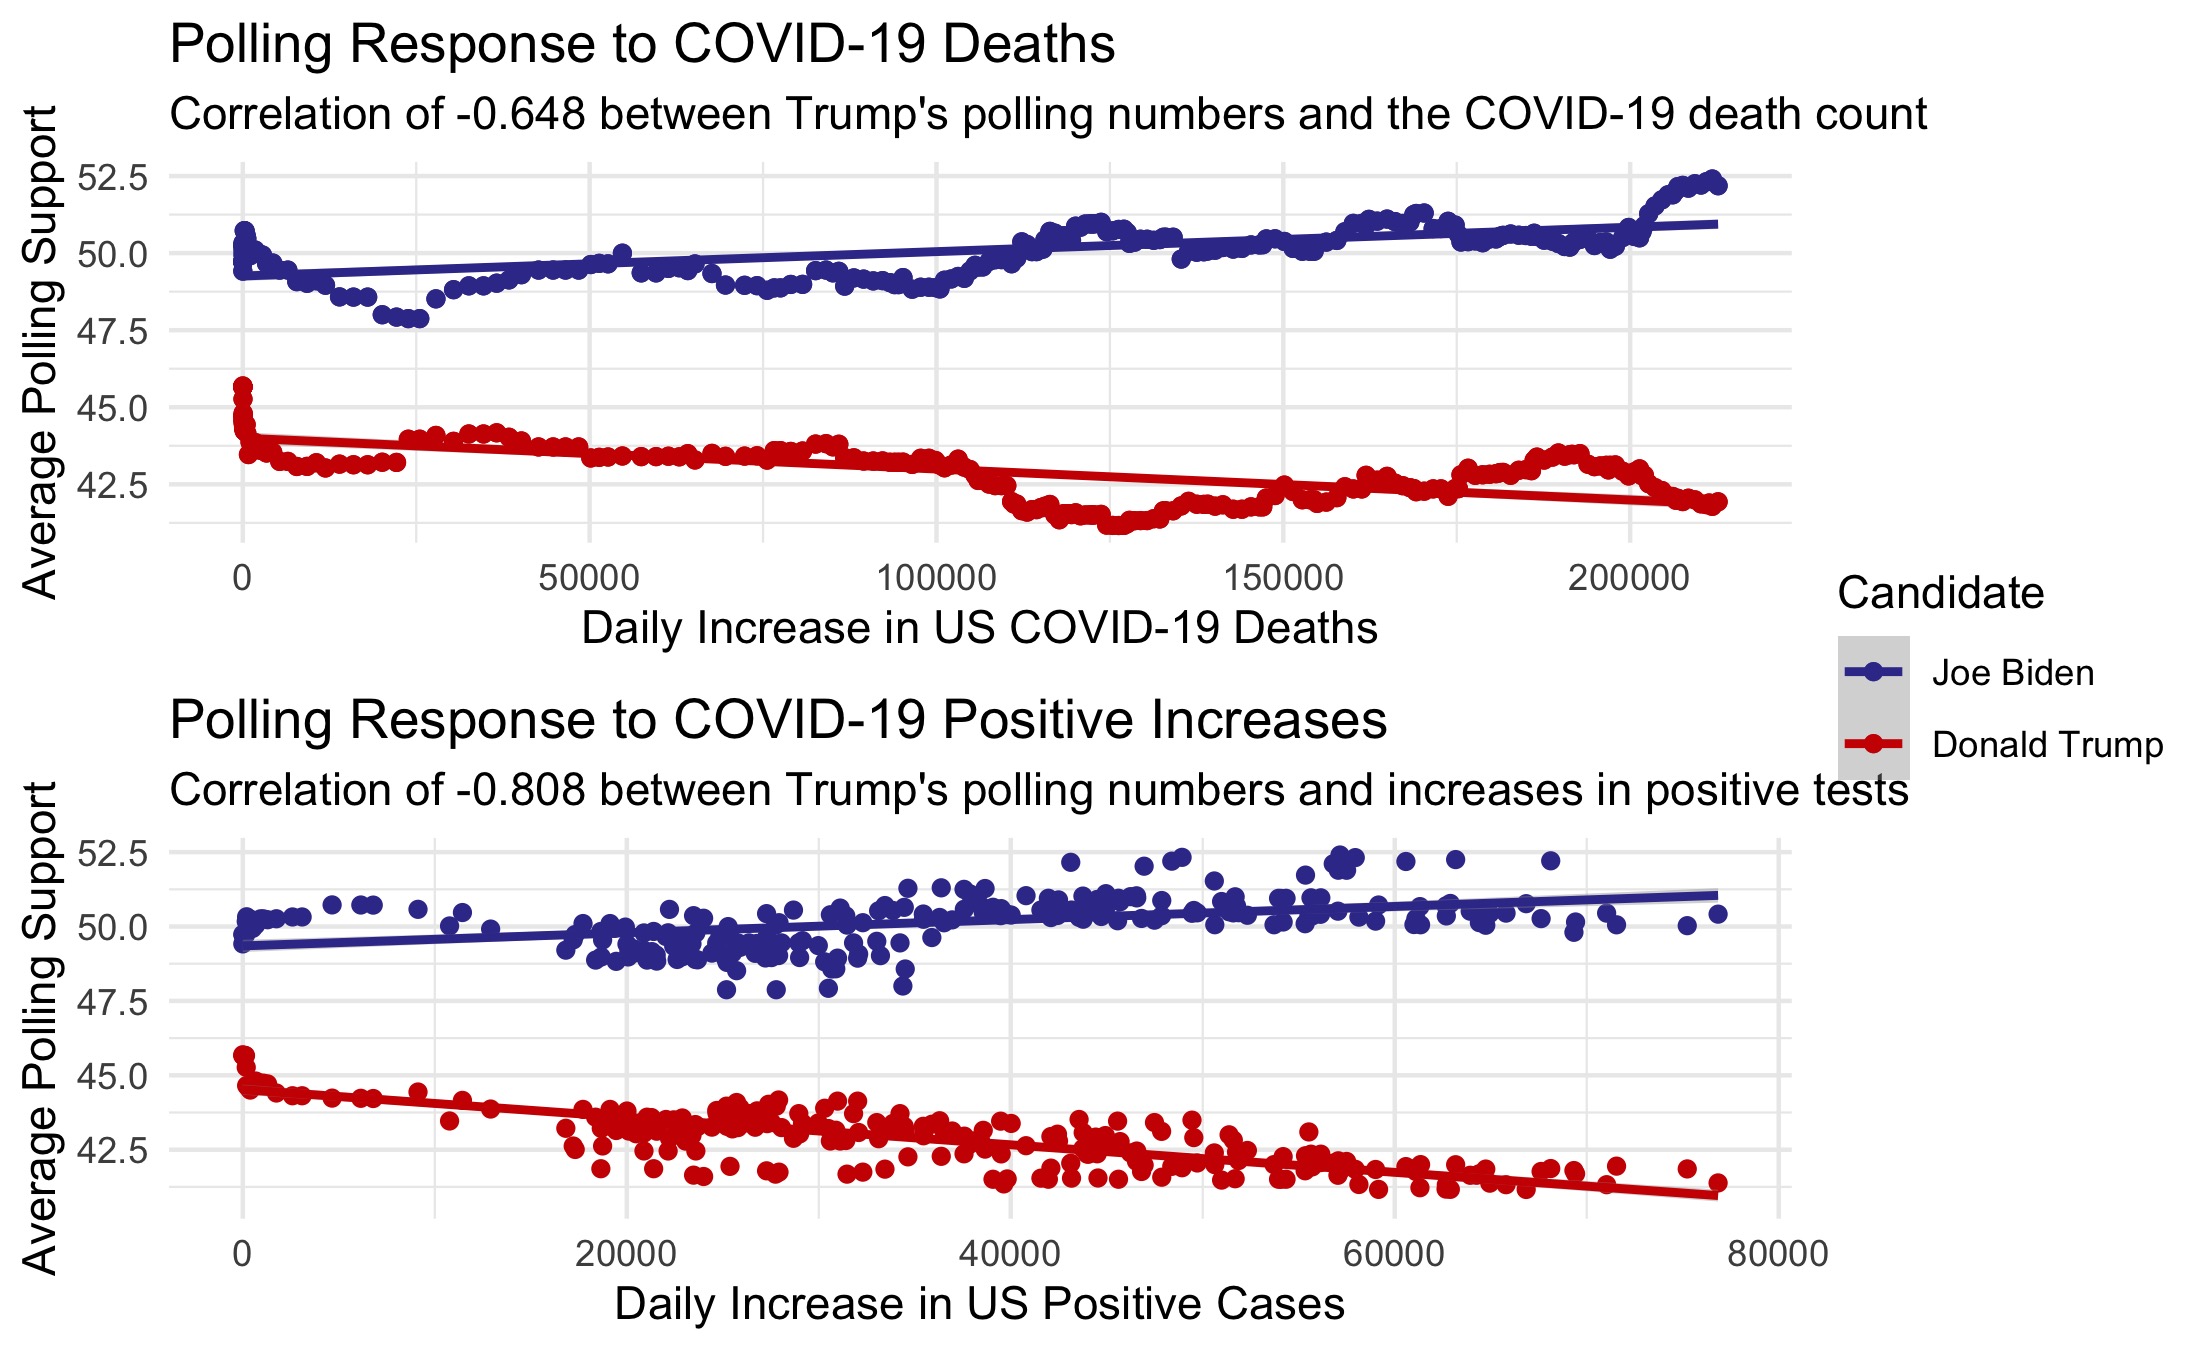 Polling Response to COVID-19 Deaths
Correlation of -0.648 between Trump's polling numbers and the COVID-19 death count
Average Polling Support
52.5
50.0
47.5
45.0
42.5
0 50000 100000 150000 200000
Daily Increase in US COVID-19 Deaths
Candidate
Joe Biden
Donald Trump
Polling Response to COVID-19 Positive Increases
Correlation of -0.808 between Trump's polling numbers and increases in positive tests
Average Polling Support
52.5
50.0
47.5
45.0
42.5
0 20000 40000 60000 80000
Daily Increase in US Positive Cases